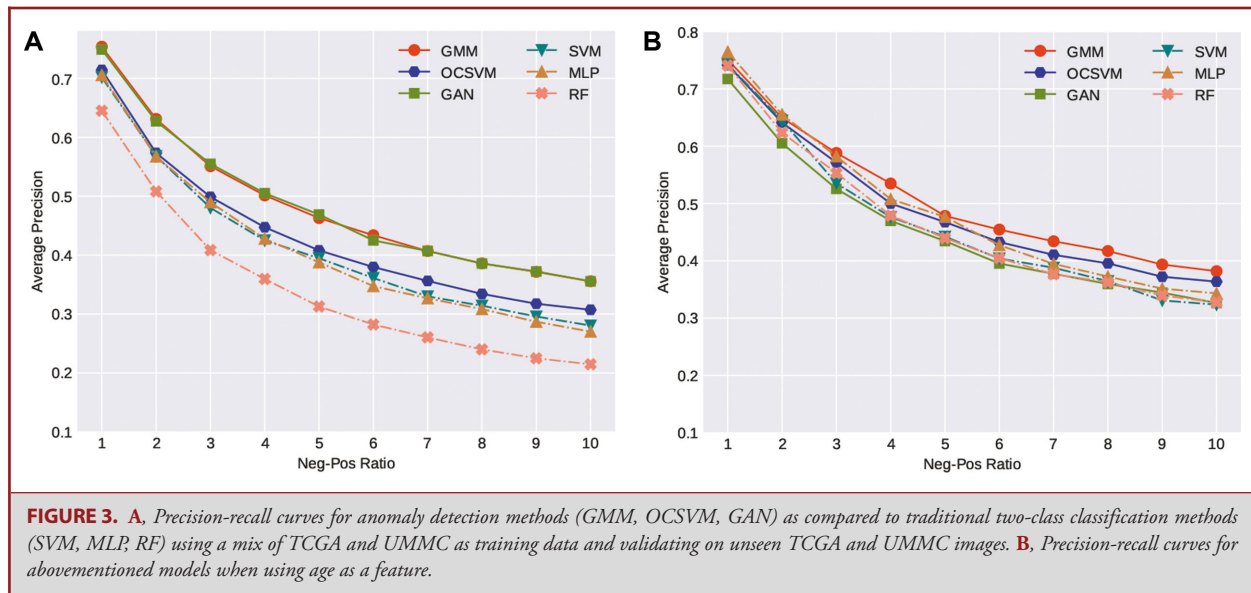 A
GMM
OCSVM
GAN
SVM
MLP
RF
0.7
0.6
0.5
0.4
0.3
0.2
0.1
Average Precision
1 2 3 4 5 6 7 8 9 10
Neg-Pos Ratio
B
GMM
OCSVM
GAN
SVM
MLP
RF
0.8
0.7
0.6
0.5
0.4
0.3
0.2
0.1
Average Precision
1 2 3 4 5 6 7 8 9 10
Neg-Pos Ratio
FIGURE 3. A, Precision-recall curves for anomaly detection methods (GMM, OCSVM, GAN) as compared to traditional two-class classification methods
(SVM, MLP, RF) using a mix of TCGA and UMMC as training data and validating on unseen TCGA and UMMC images. B, Precision-recall curves for
abovementioned models when using age as a feature.